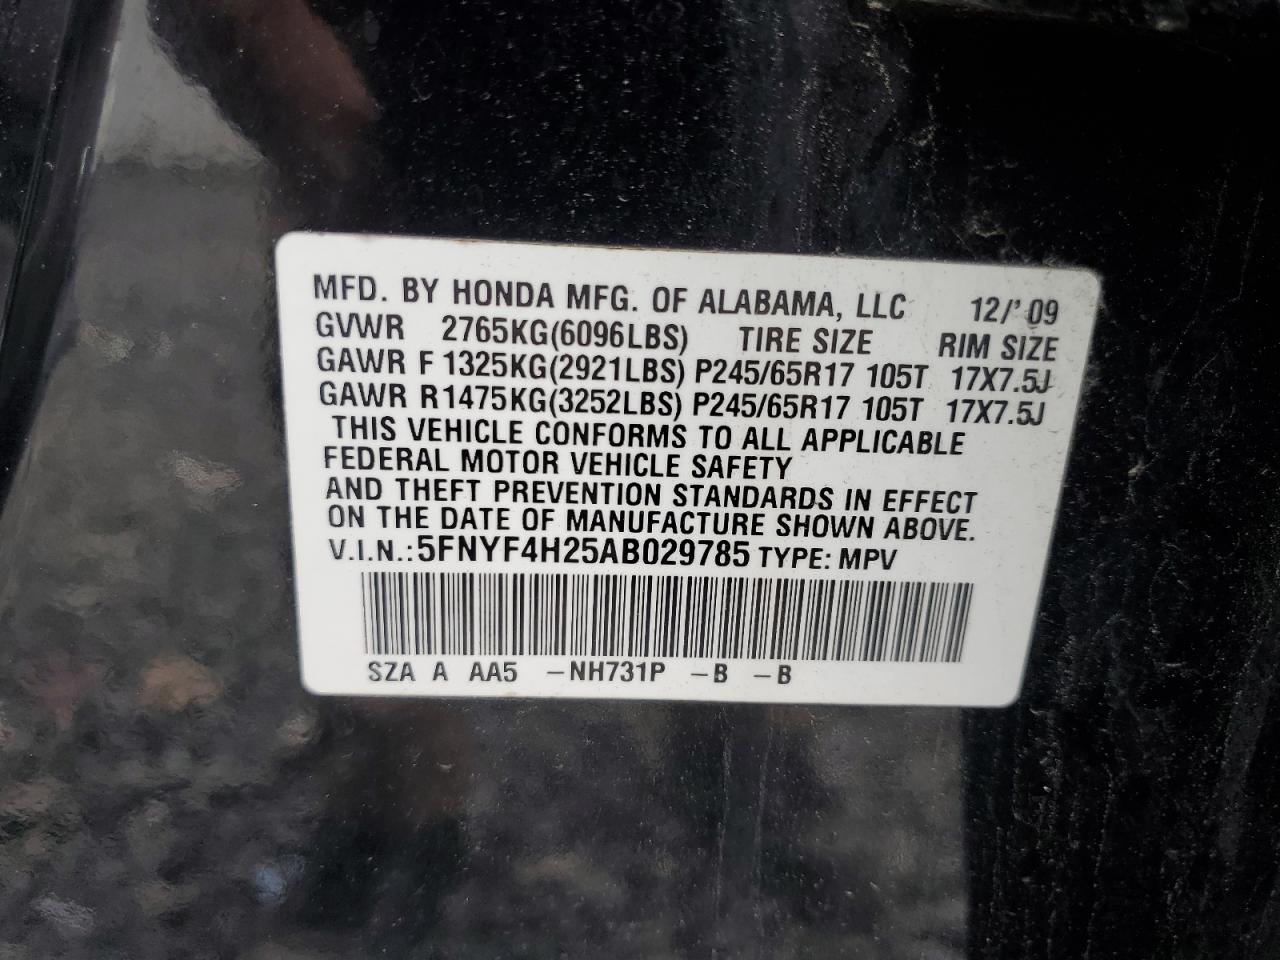 MFD. BY HONDA MFG. OF ALABAMA, LLC 12/'09
GVWR 2765KG(6096LBS) TIRE SIZE RIM SIZE
GAWR F 1325KG(2921LBS) P245/65R17 105T 17X7.5J
GAWR R1475KG(3252LBS) P245/65R17 105T 17X7.5J
THIS VEHICLE CONFORMS TO ALL APPLICABLE
FEDERAL MOTOR VEHICLE SAFETY
AND THEFT PREVENTION STANDARDS IN EFFECT
ON THE DATE OF MANUFACTURE SHOWN ABOVE.
V.I.N.:5FNYF4H25AB029785 TYPE: MPV
SZA A AA5 -NH731P -B -B